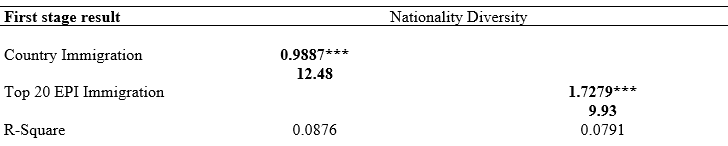 First stage result Nationality Diversity
Country Immigration 0.9887***
12.48
Top 20 EPI Immigration 1.7279***
9.93
R-Square 0.0876 0.0791